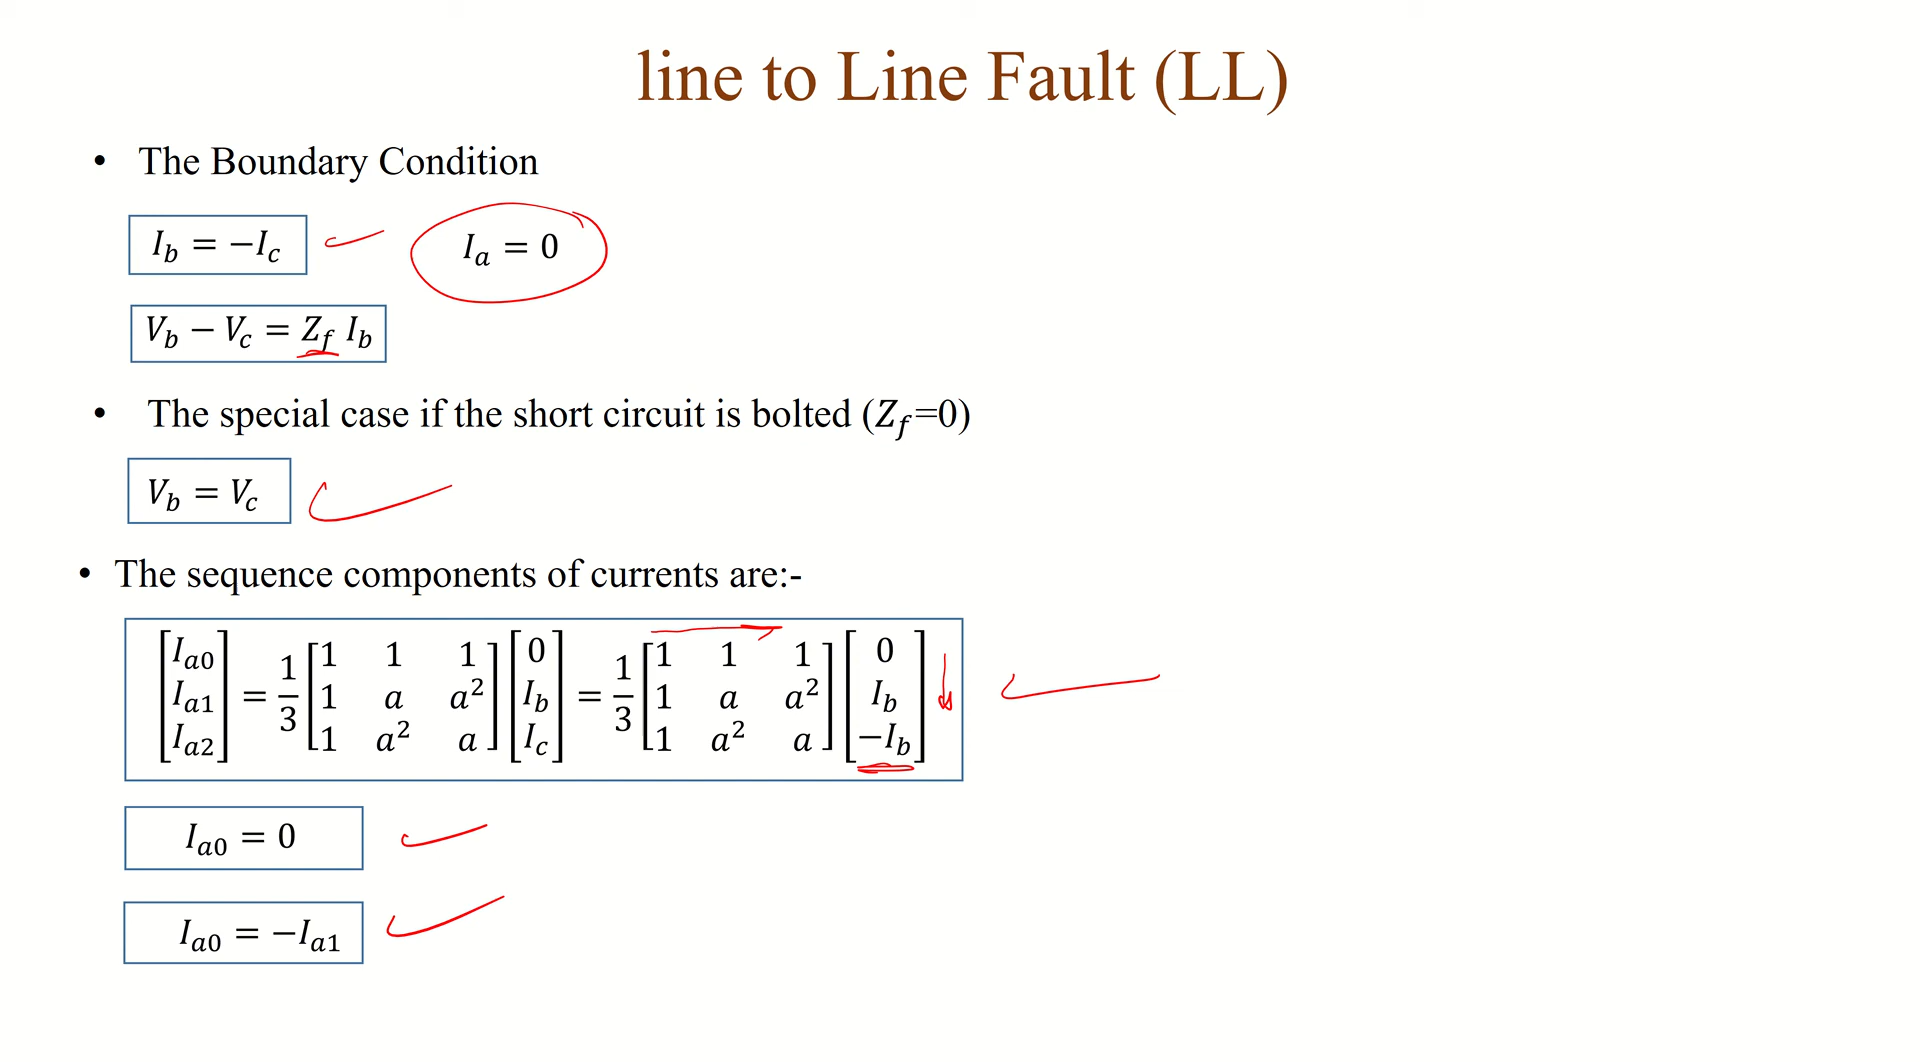 line to Line Fault (LL)
• The Boundary Condition
I_b = −I_c
I_a = 0
V_b − V_c = Z_f I_b
• The special case if the short circuit is bolted (Z_f=0)
V_b = V_c
• The sequence components of currents are:-
[I_a0; I_a1; I_a2] = 1/3 [1 1 1; 1 a a²; 1 a² a] [0; I_b; I_c] = 1/3 [1 1 1; 1 a a²; 1 a² a] [0; I_b; −I_b]
I_a0 = 0
I_a0 = −I_a1